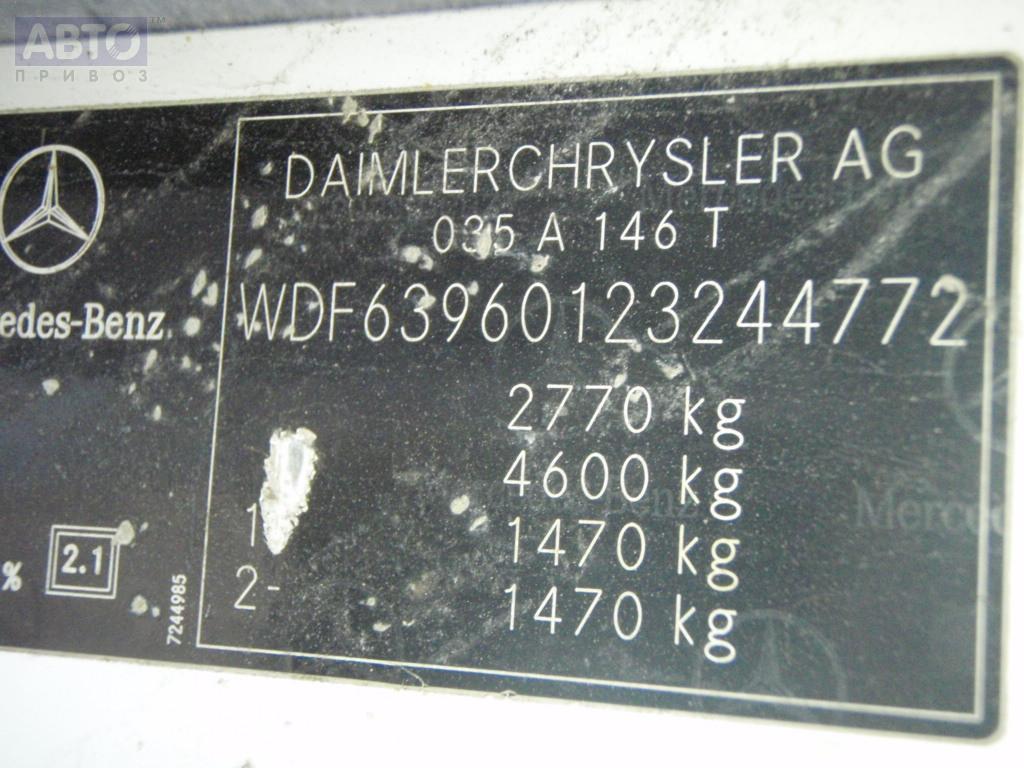 АВТО™
ПРИВОЗ
DAIMLERCHRYSLER AG
035 A 146 T
WDF63960123244772
edes-Benz
2770 kg
4600 kg
1 1470 kg
2- 1470 kg
% 2.1
7244985